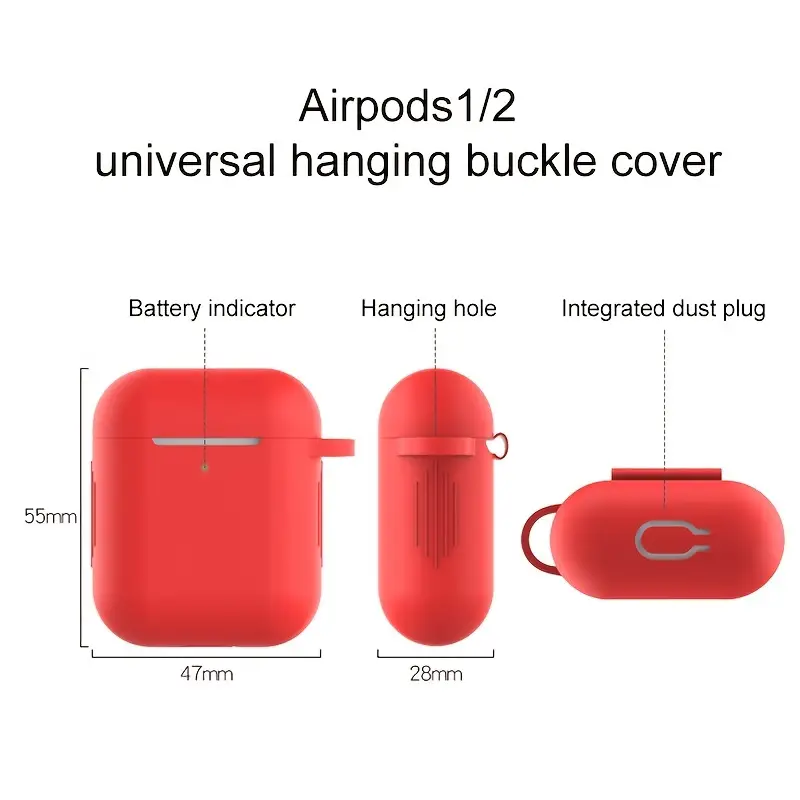 Airpods1/2
universal hanging buckle cover
Battery indicator
Hanging hole
Integrated dust plug
55mm
47mm
28mm